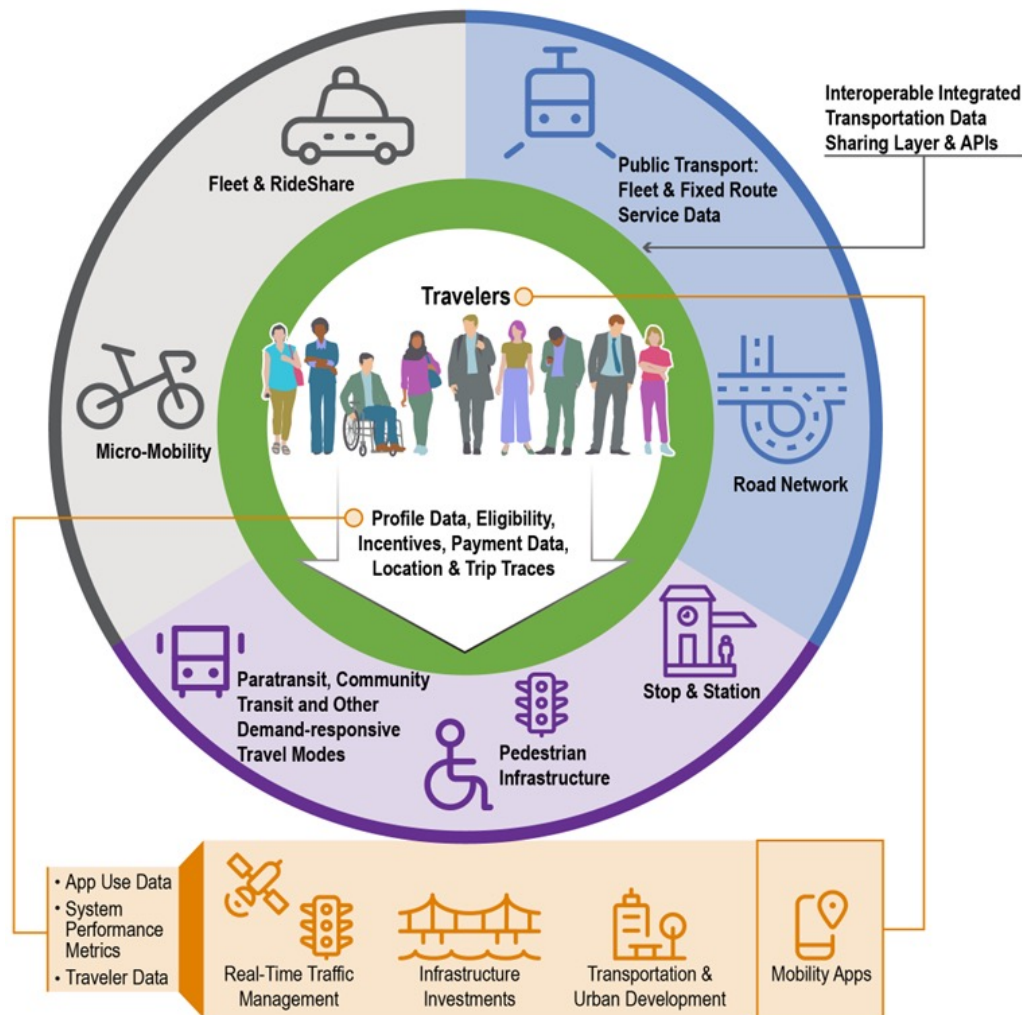 Fleet & RideShare
Public Transport:
Fleet & Fixed Route
Service Data
Interoperable Integrated
Transportation Data
Sharing Layer & APIs
Travelers
Micro-Mobility
Road Network
Profile Data, Eligibility,
Incentives, Payment Data,
Location & Trip Traces
Paratransit, Community
Transit and Other
Demand-responsive
Travel Modes
Pedestrian
Infrastructure
Stop & Station
• App Use Data
• System
Performance
Metrics
• Traveler Data
Real-Time Traffic
Management
Infrastructure
Investments
Transportation &
Urban Development
Mobility Apps